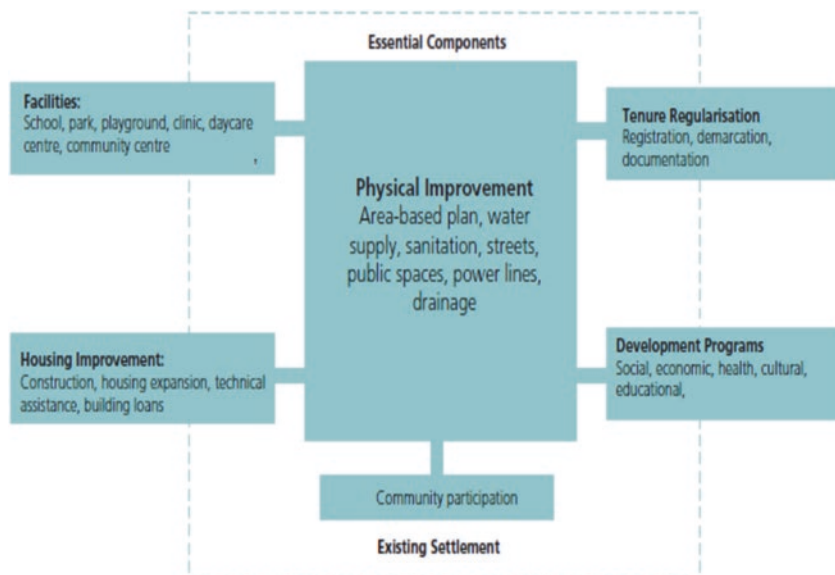 Essential Components
Facilities:
School, park, playground, clinic, daycare
centre, community centre ,
Tenure Regularisation
Registration, demarcation,
documentation
Physical Improvement
Area-based plan, water
supply, sanitation, streets,
public spaces, power lines,
drainage
Housing Improvement:
Construction, housing expansion, technical
assistance, building loans
Development Programs
Social, economic, health, cultural,
educational,
Community participation
Existing Settlement